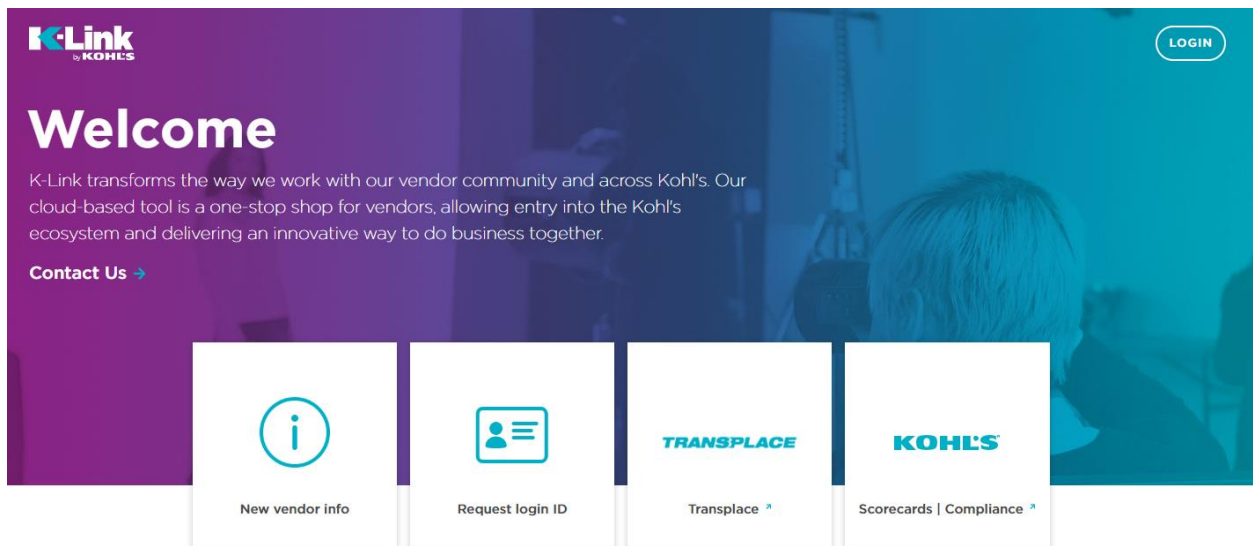 K-Link
by KOHL'S
LOGIN
Welcome
K-Link transforms the way we work with our vendor community and across Kohl's. Our
cloud-based tool is a one-stop shop for vendors, allowing entry into the Kohl's
ecosystem and delivering an innovative way to do business together.
Contact Us →
TRANSPLACE
KOHL'S
New vendor info
Request login ID
Transplace ↗
Scorecards | Compliance ↗